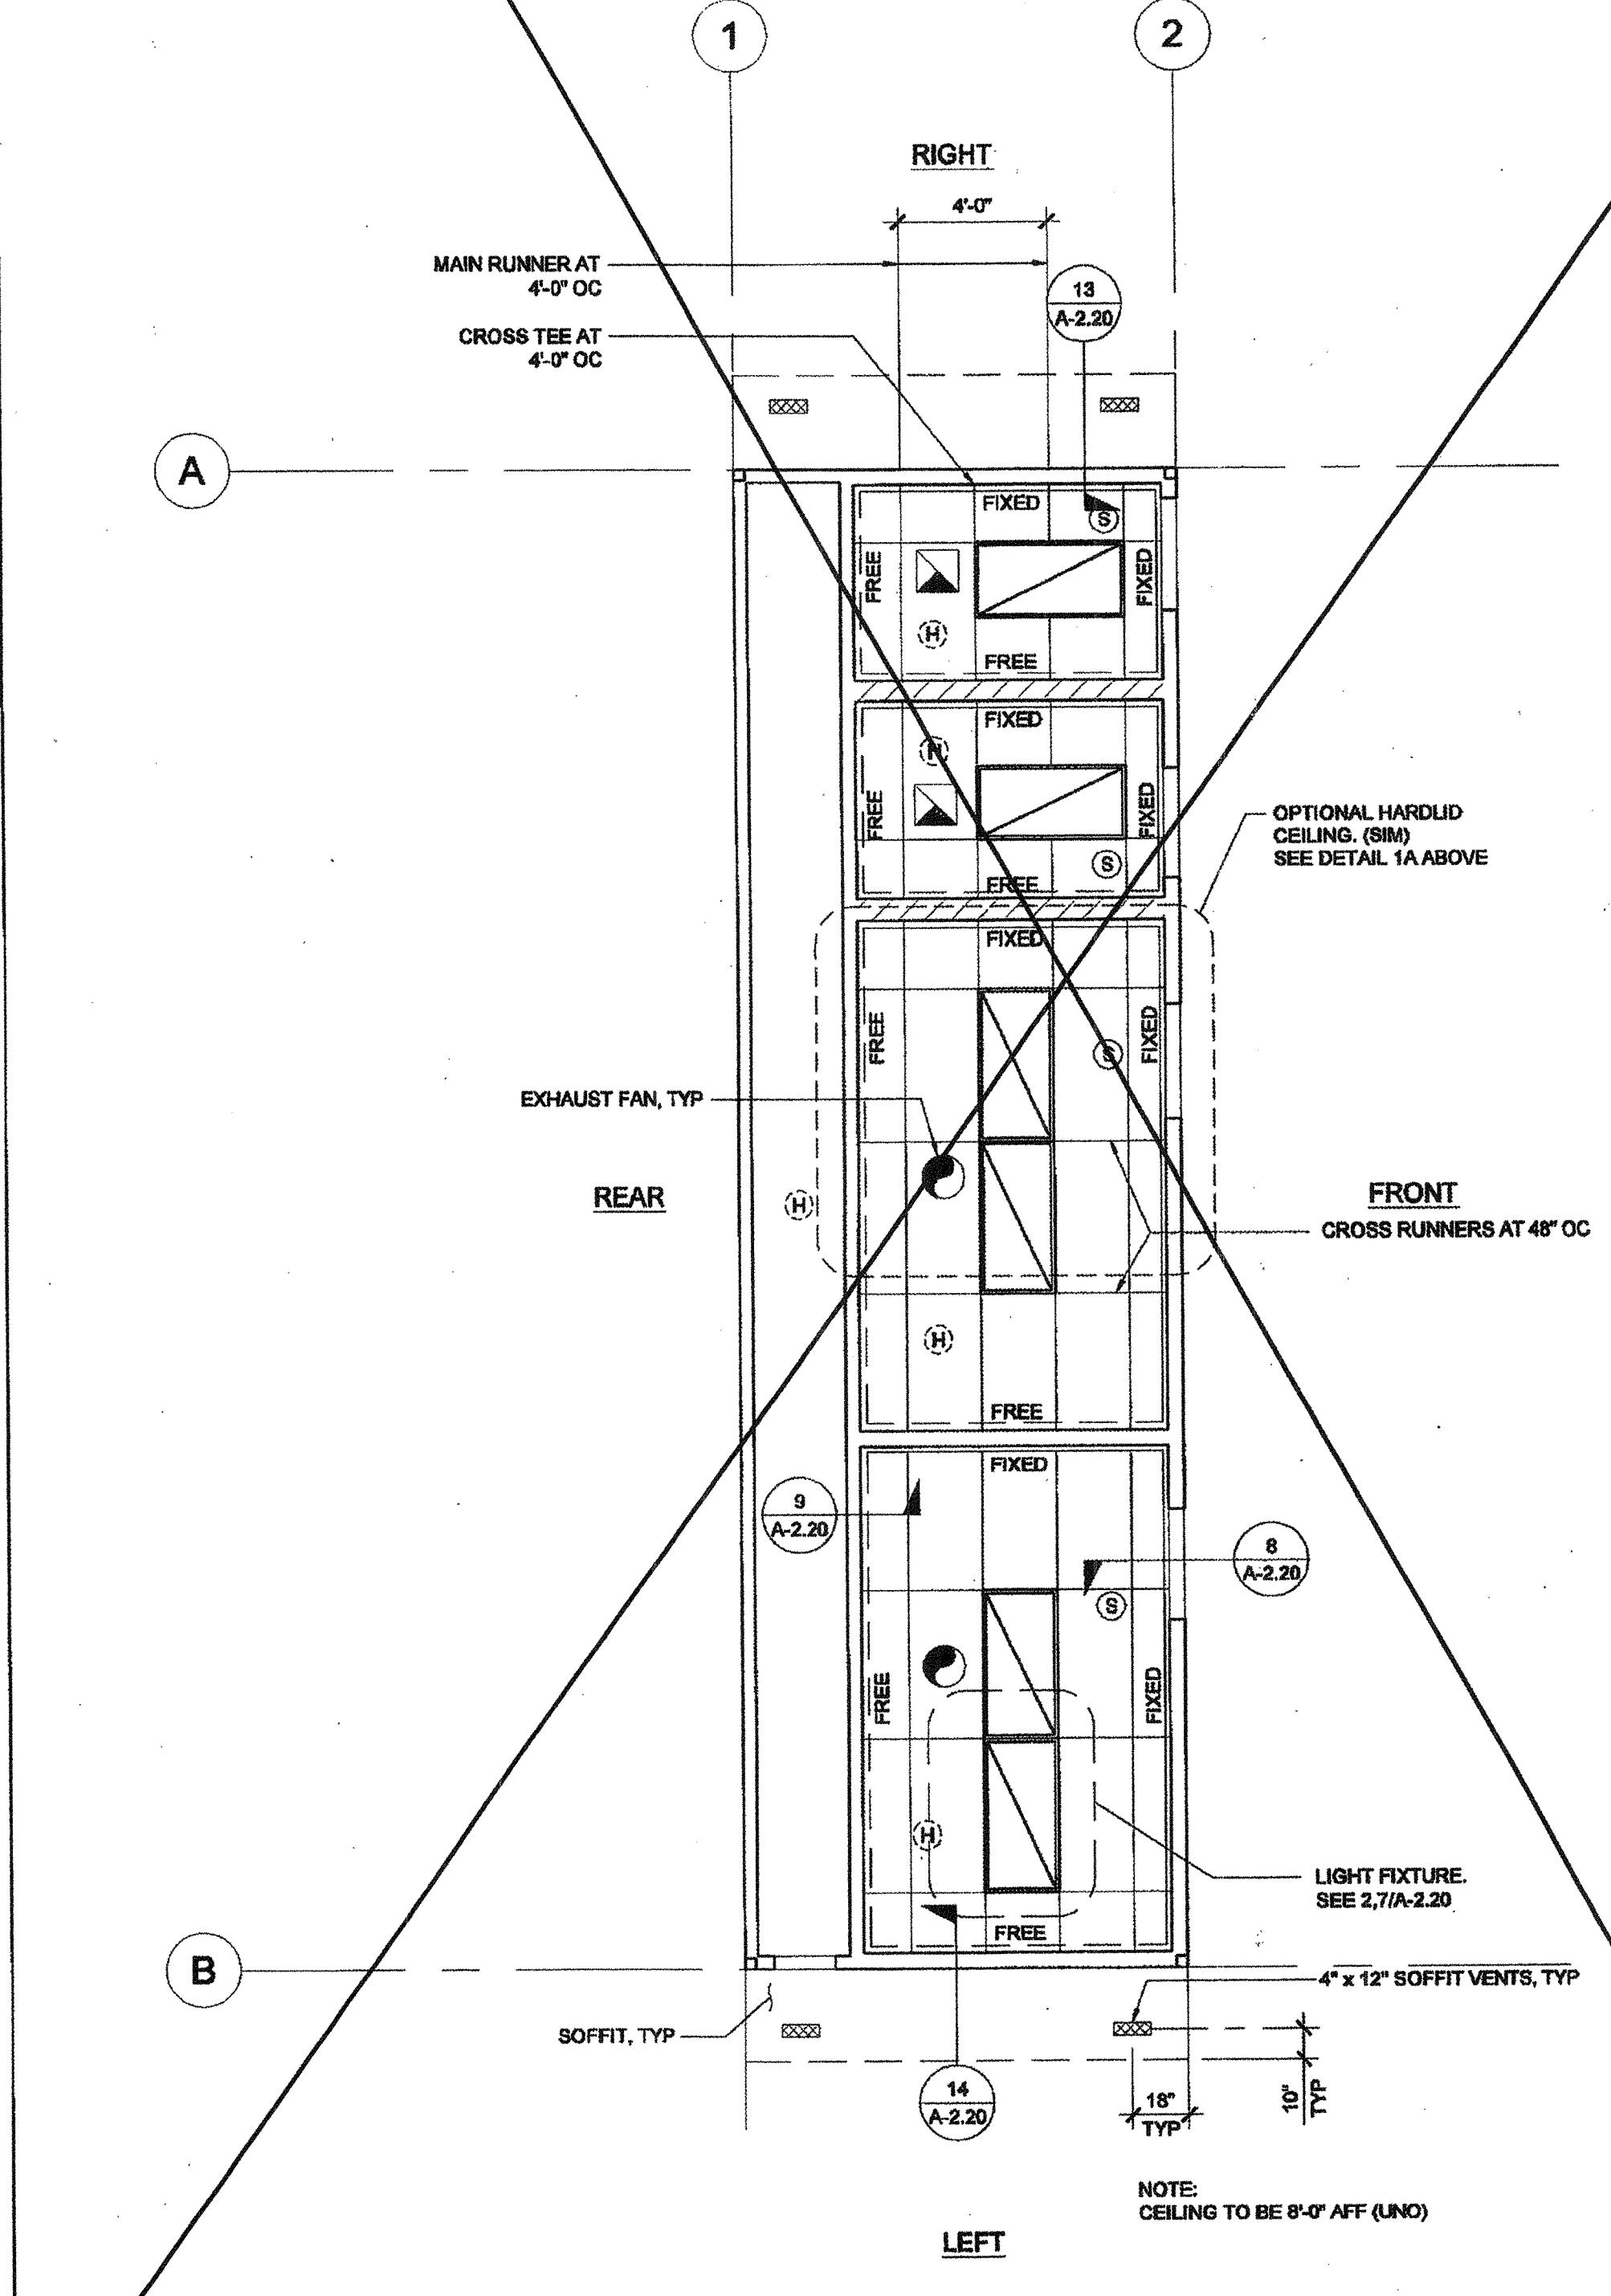 1
2
RIGHT
4'-0"
MAIN RUNNER AT
4'-0" OC
13
A-2.20
CROSS TEE AT
4'-0" OC
A
FIXED
S
FREE
FIXED
H
FREE
FIXED
H
FREE
FIXED
OPTIONAL HARDLID
CEILING. (SIM)
SEE DETAIL 1A ABOVE
S
FREE
FIXED
FREE
FIXED
S
EXHAUST FAN, TYP
REAR
H
FRONT
CROSS RUNNERS AT 48" OC
H
FREE
FIXED
9
A-2.20
8
A-2.20
S
FREE
FIXED
H
LIGHT FIXTURE.
SEE 2,7/A-2.20
FREE
B
4" x 12" SOFFIT VENTS, TYP
SOFFIT, TYP
14
A-2.20
18"
TYP
10"
TYP
NOTE:
CEILING TO BE 8'-0" AFF (UNO)
LEFT